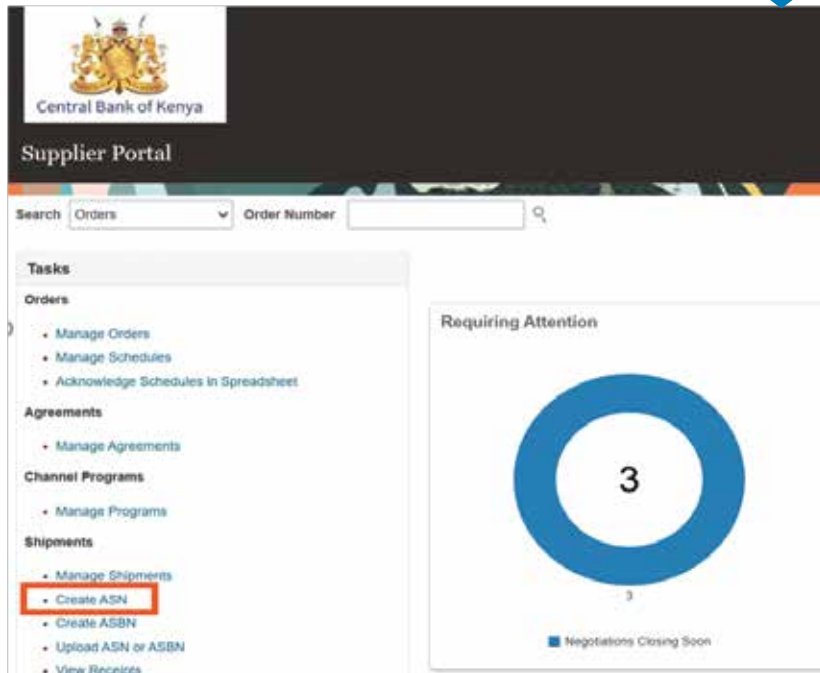 Central Bank of Kenya
Supplier Portal
Search Orders Order Number
Tasks
Orders
Manage Orders
Manage Schedules
Acknowledge Schedules in Spreadsheet
Agreements
Manage Agreements
Channel Programs
Manage Programs
Shipments
Manage Shipments
Create ASN
Create ASBN
Upload ASN or ASBN
View Receipts
Requiring Attention
3
3
Negotiations Closing Soon